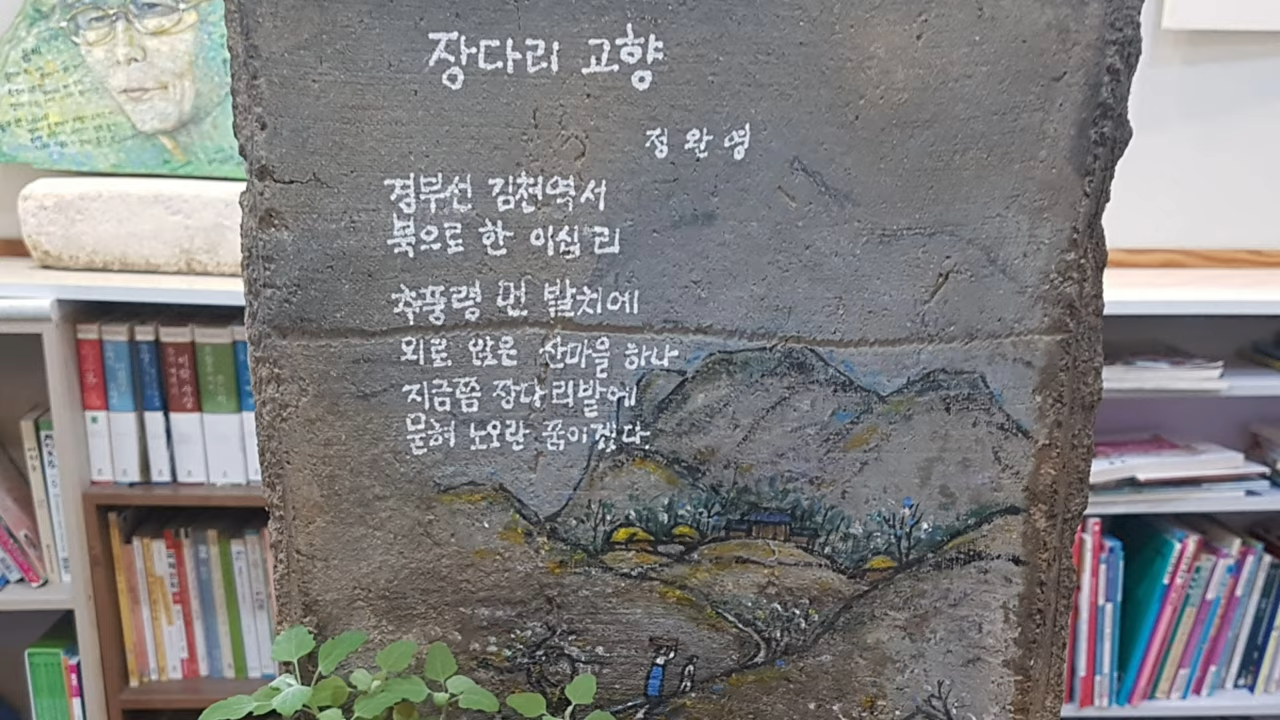 장다리 고향
정완영
경부선 김천역서
북으로 한 이십 리
추풍령 먼 발치에
외로 앉은 산마을 하나
지금쯤 장다리밭에
묻혀 노오란 꿈이겠다